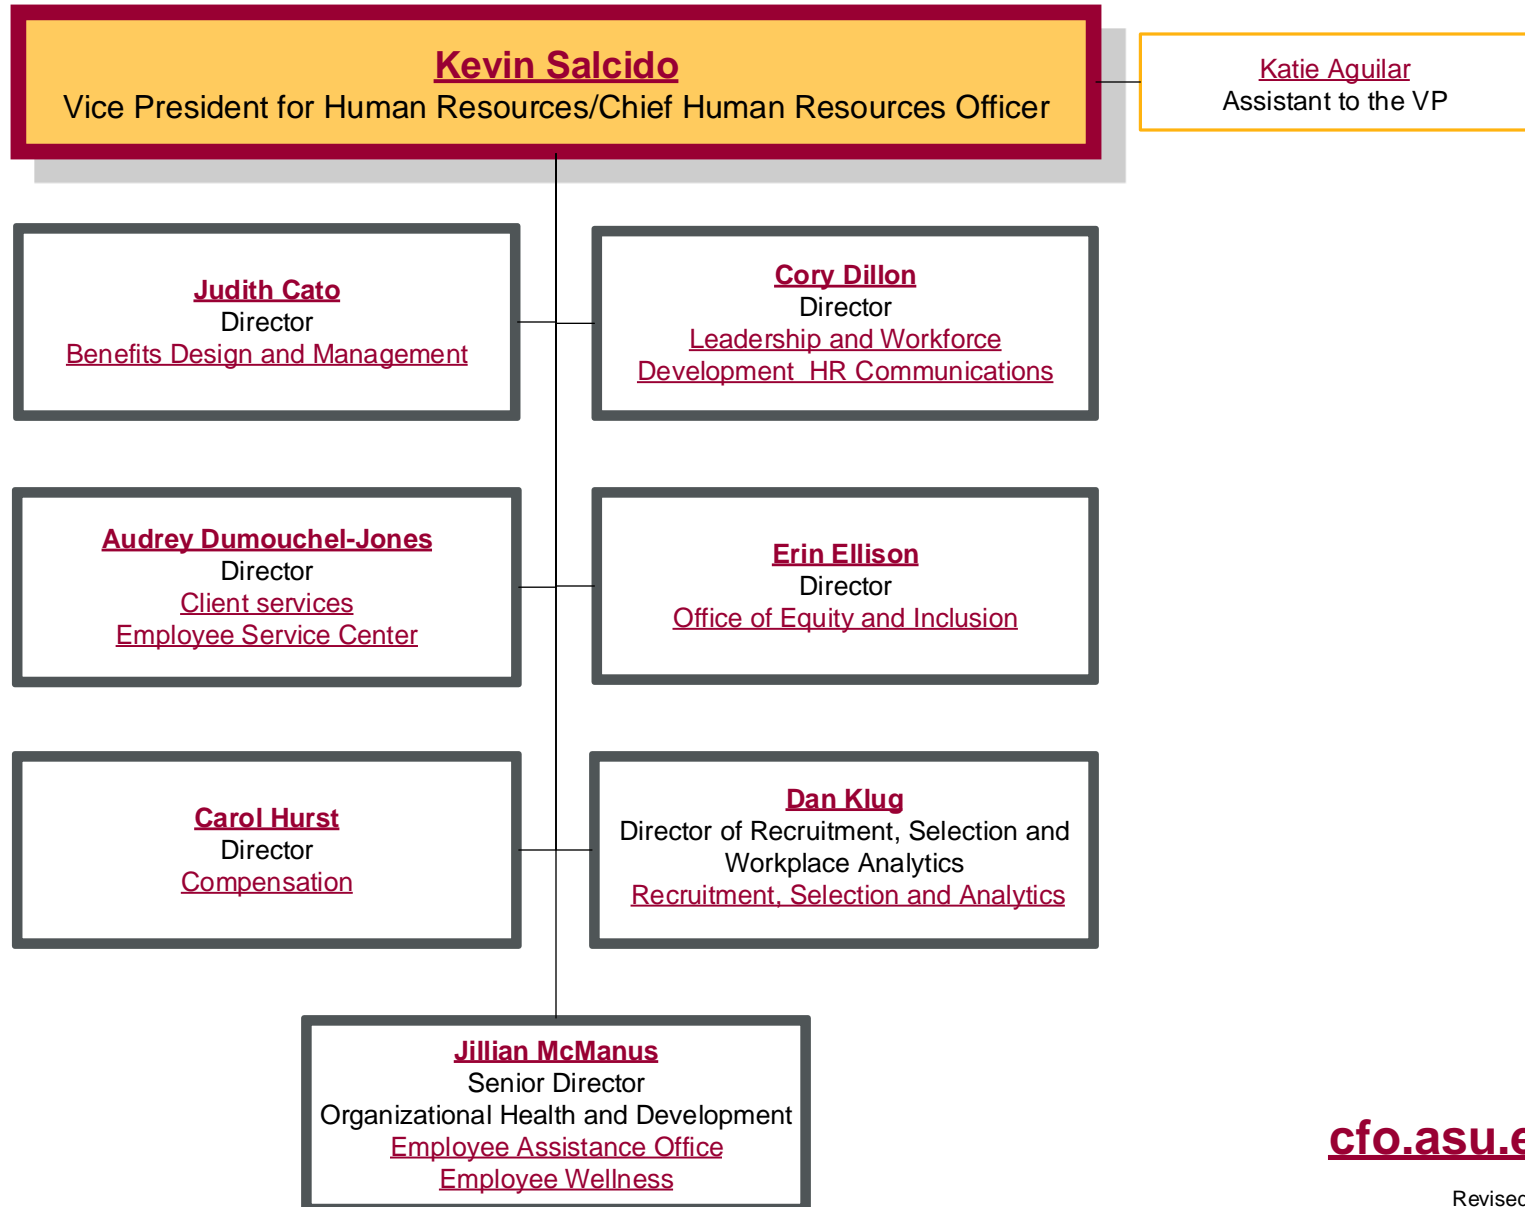 Kevin Salcido
Vice President for Human Resources/Chief Human Resources Officer
Katie Aguilar
Assistant to the VP
Judith Cato
Director
Benefits Design and Management
Cory Dillon
Director
Leadership and Workforce
Development  HR Communications
Audrey Dumouchel-Jones
Director
Client services
Employee Service Center
Erin Ellison
Director
Office of Equity and Inclusion
Carol Hurst
Director
Compensation
Dan Klug
Director of Recruitment, Selection and
Workplace Analytics
Recruitment, Selection and Analytics
Jillian McManus
Senior Director
Organizational Health and Development
Employee Assistance Office
Employee Wellness
cfo.asu.e
Revised